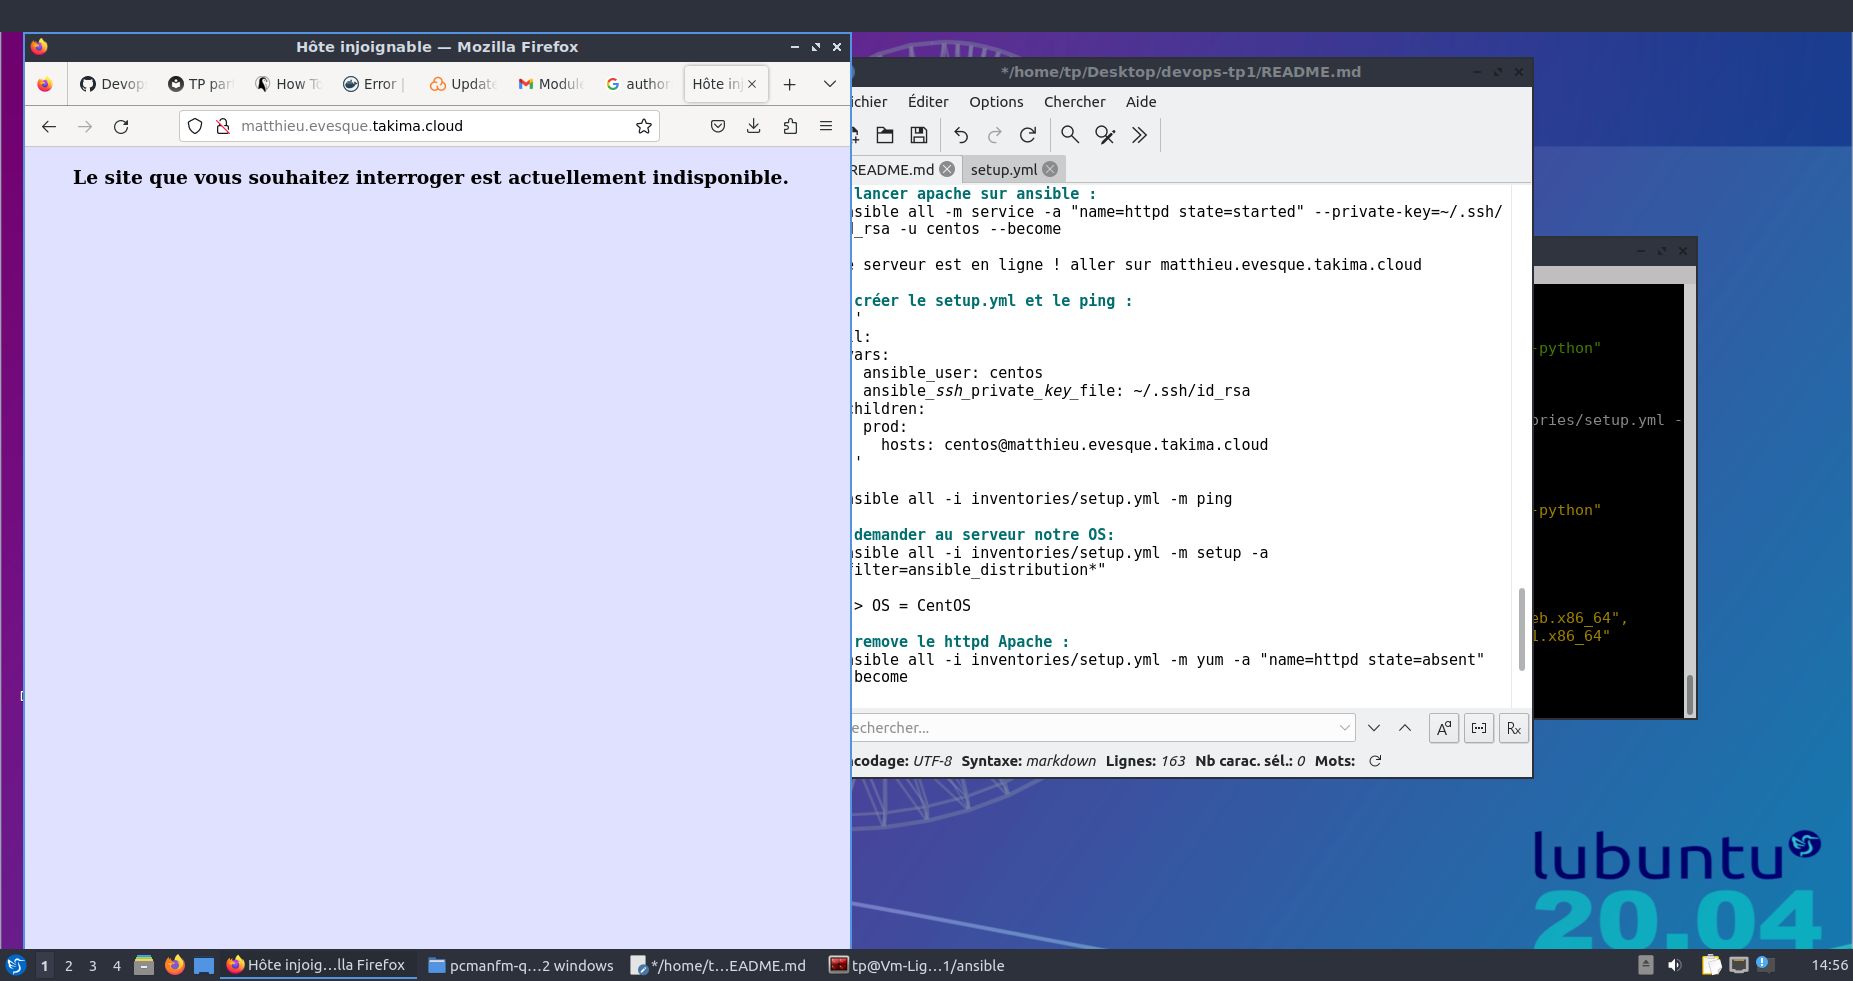 Hôte injoignable — Mozilla Firefox
Devop
TP par
How To
Error |
Update
Module
author
Hôte inj
matthieu.evesque.takima.cloud
Le site que vous souhaitez interroger est actuellement indisponible.
*/home/tp/Desktop/devops-tp1/README.md
ichier Éditer Options Chercher Aide
README.md
setup.yml
lancer apache sur ansible :
sible all -m service -a "name=httpd state=started" --private-key=~/.ssh/
_rsa -u centos --become
serveur est en ligne ! aller sur matthieu.evesque.takima.cloud
créer le setup.yml et le ping :
'
l:
ars:
ansible_user: centos
ansible_ssh_private_key_file: ~/.ssh/id_rsa
hildren:
prod:
hosts: centos@matthieu.evesque.takima.cloud
'
sible all -i inventories/setup.yml -m ping
demander au serveur notre OS:
sible all -i inventories/setup.yml -m setup -a
filter=ansible_distribution*"
> OS = CentOS
remove le httpd Apache :
sible all -i inventories/setup.yml -m yum -a "name=httpd state=absent"
become
echercher...
Aa
Rx
codage: UTF-8 Syntaxe: markdown Lignes: 163 Nb carac. sél.: 0 Mots:
-python"
ories/setup.yml -
-python"
eb.x86_64",
1.x86_64"
lubuntu
20.04
1 2 3 4
Hôte injoig...lla Firefox
pcmanfm-q...2 windows
*/home/t...EADME.md
tp@Vm-Lig...1/ansible
14:56